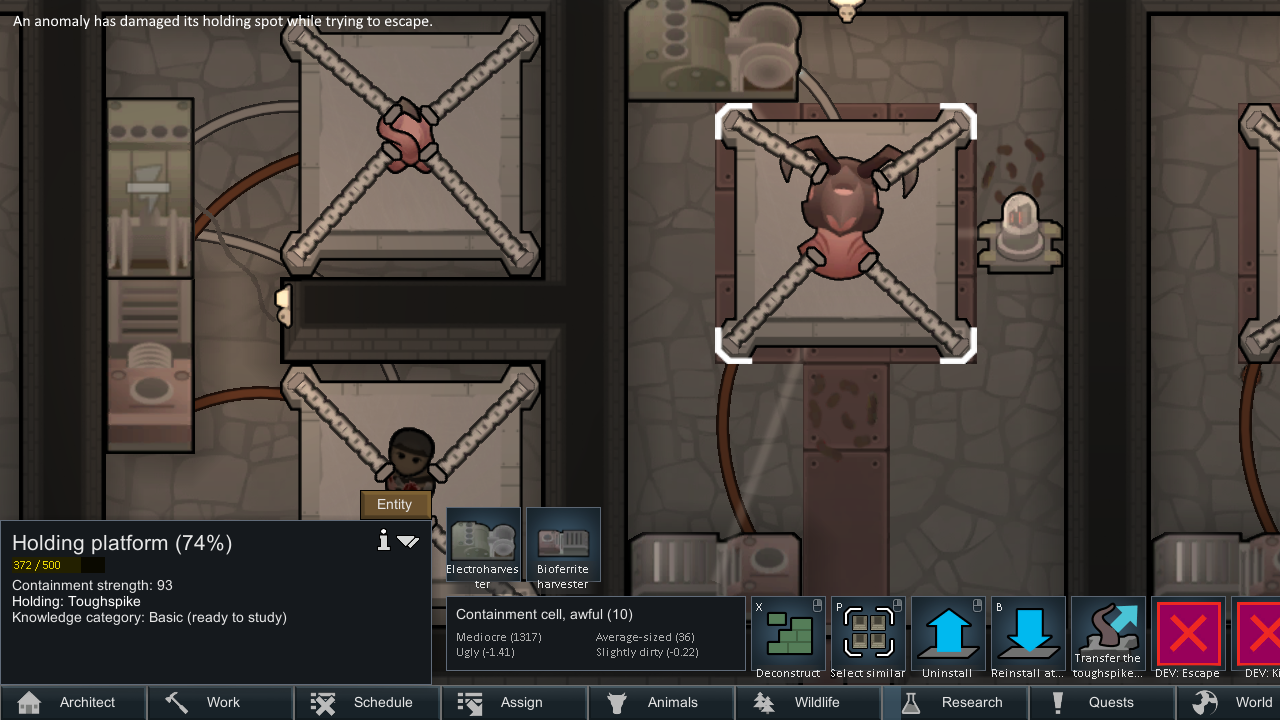 An anomaly has damaged its holding spot while trying to escape.
Entity
Holding platform (74%)
372 / 500
Containment strength: 93
Holding: Toughspike
Knowledge category: Basic (ready to study)
Electroharves
ter
Bioferrite
harvester
Containment cell, awful (10)
Mediocre (1317)
Average-sized (36)
Ugly (-1.41)
Slightly dirty (-0.22)
X
Deconstruct
P
Select similar
Uninstall
B
Reinstall at...
Transfer the
toughspike...
DEV: Escape
DEV: Ki
Architect
Work
Schedule
Assign
Animals
Wildlife
Research
Quests
World